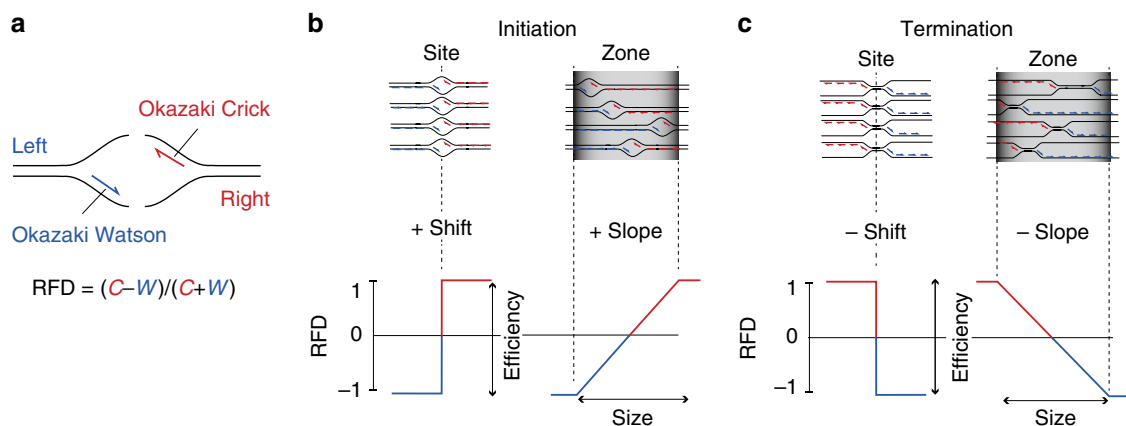 a
Okazaki Crick
Left
Right
Okazaki Watson
RFD = (C–W)/(C+W)
b
Initiation
Site
Zone
+ Shift
+ Slope
RFD
1
0
–1
Efficiency
Size
c
Termination
Site
Zone
– Shift
– Slope
RFD
1
0
–1
Efficiency
Size